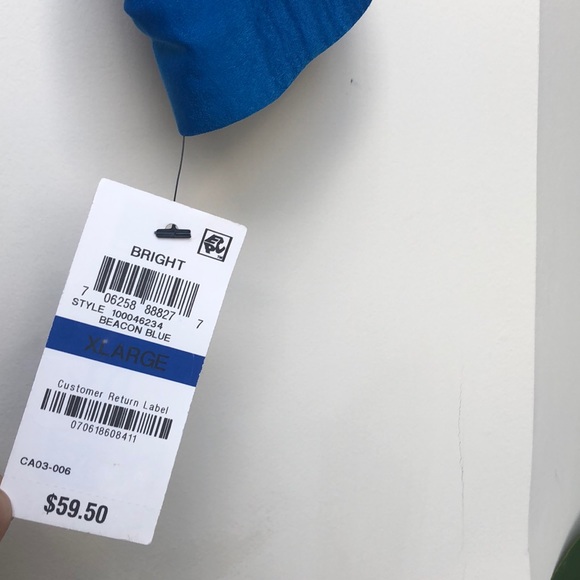 BRIGHT
7 06258 88827 7
STYLE 100046234
BEACON BLUE
XLARGE
Customer Return Label
070618608411
CA03-006
$59.50